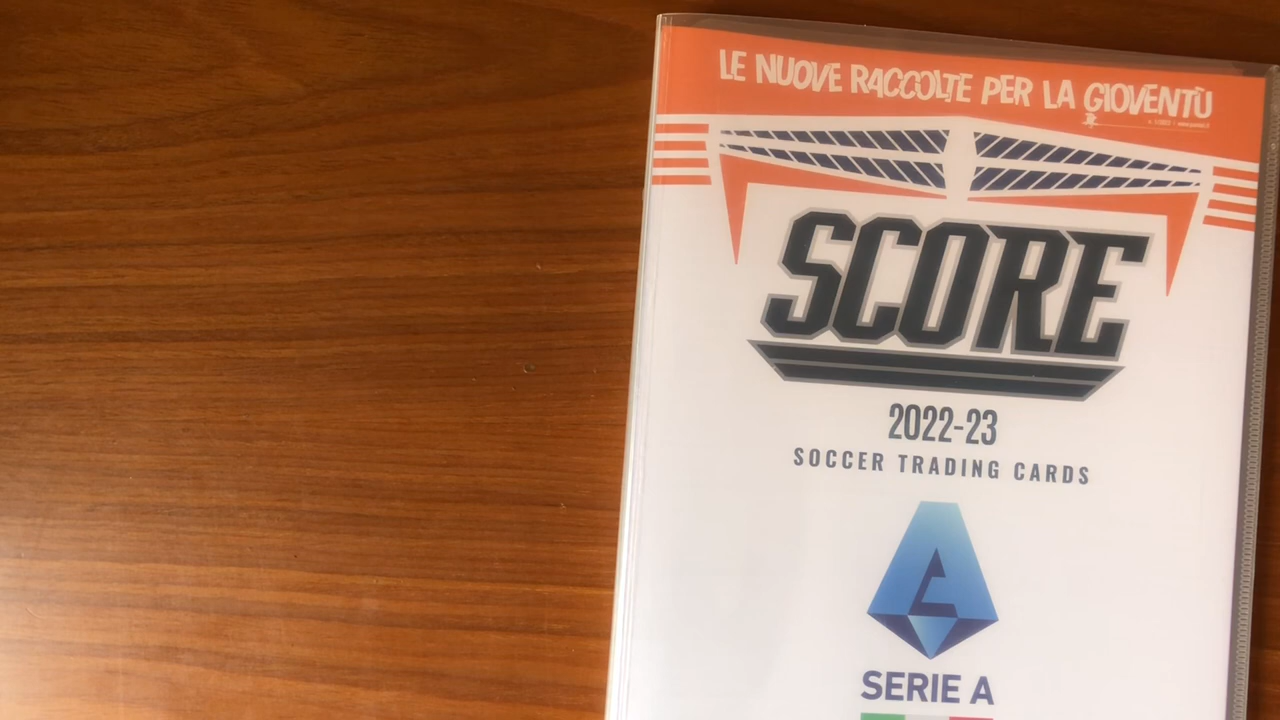 LE NUOVE RACCOLTE PER LA GIOVENTÙ
SCORE
2022-23
SOCCER TRADING CARDS
SERIE A